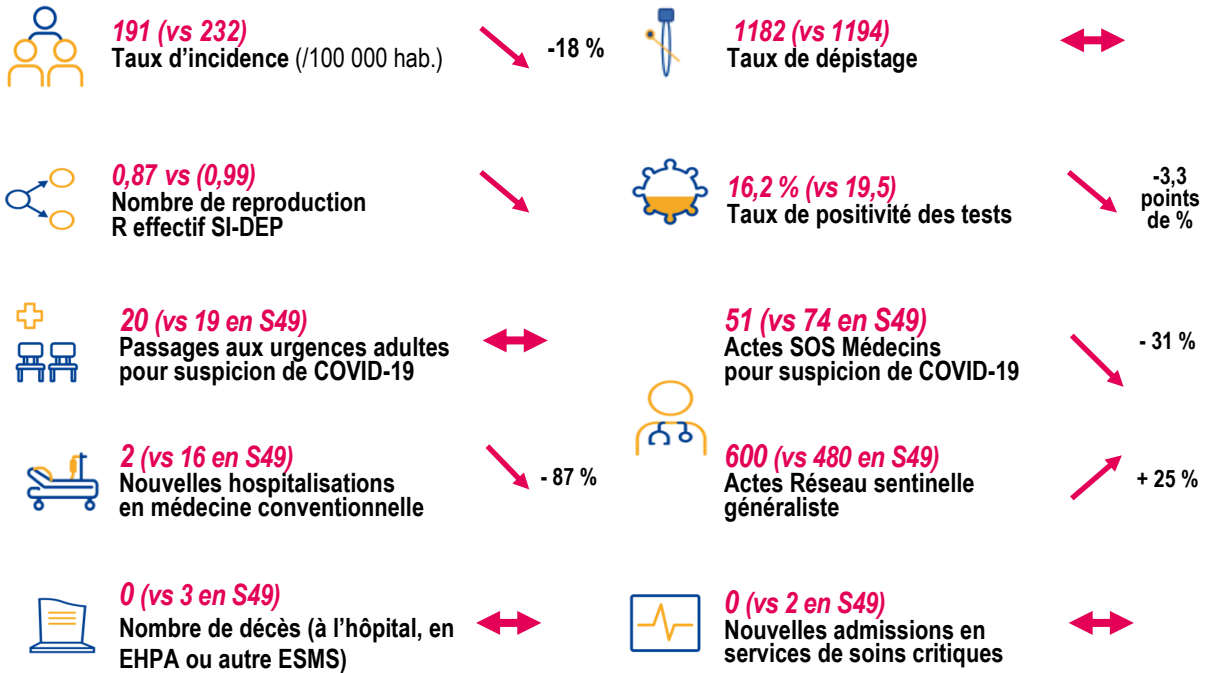 191 (vs 232)
Taux d'incidence (/100 000 hab.)
-18 %
1182 (vs 1194)
Taux de dépistage
0,87 vs (0,99)
Nombre de reproduction
R effectif SI-DEP
16,2 % (vs 19,5)
Taux de positivité des tests
-3,3
points
de %
20 (vs 19 en S49)
Passages aux urgences adultes
pour suspicion de COVID-19
51 (vs 74 en S49)
Actes SOS Médecins
pour suspicion de COVID-19
- 31 %
2 (vs 16 en S49)
Nouvelles hospitalisations
en médecine conventionnelle
- 87 %
600 (vs 480 en S49)
Actes Réseau sentinelle
généraliste
+ 25 %
0 (vs 3 en S49)
Nombre de décès (à l'hôpital, en
EHPA ou autre ESMS)
0 (vs 2 en S49)
Nouvelles admissions en
services de soins critiques